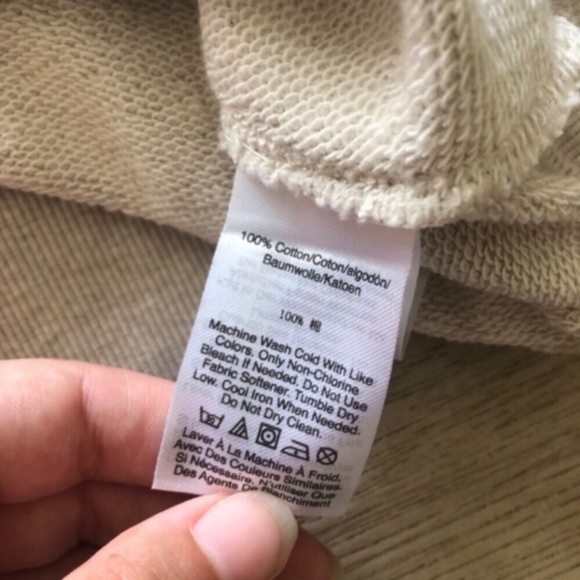 100% Cotton/Coton/algodón/
Baumwolle/Katoen
100% 棉
Machine Wash Cold With Like
Colors. Only Non-Chlorine
Bleach If Needed. Do Not Use
Fabric Softener. Tumble Dry
Low. Cool Iron When Needed.
Do Not Dry Clean.
Laver À La Machine À Froid,
Avec Des Couleurs Similaires.
Si Nécessaire, N'utiliser Que
Des Agents De Blanchiment